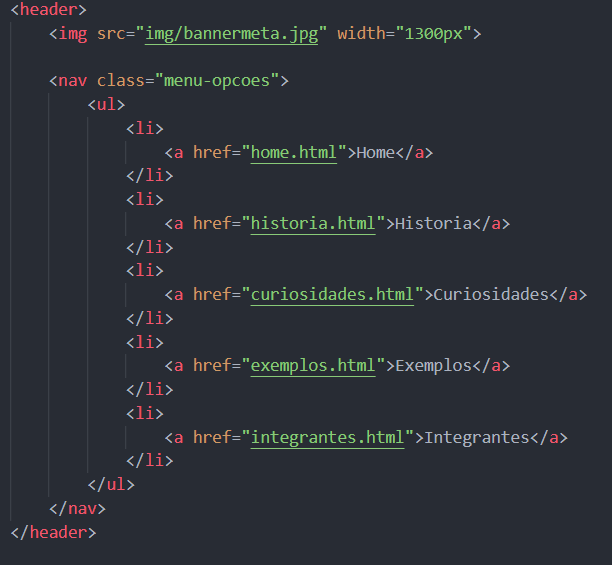 <header>
<img src="img/bannermeta.jpg" width="1300px">
<nav class="menu-opcoes">
<ul>
<li>
<a href="home.html">Home</a>
</li>
<li>
<a href="historia.html">Historia</a>
</li>
<li>
<a href="curiosidades.html">Curiosidades</a>
</li>
<li>
<a href="exemplos.html">Exemplos</a>
</li>
<li>
<a href="integrantes.html">Integrantes</a>
</li>
</ul>
</nav>
</header>